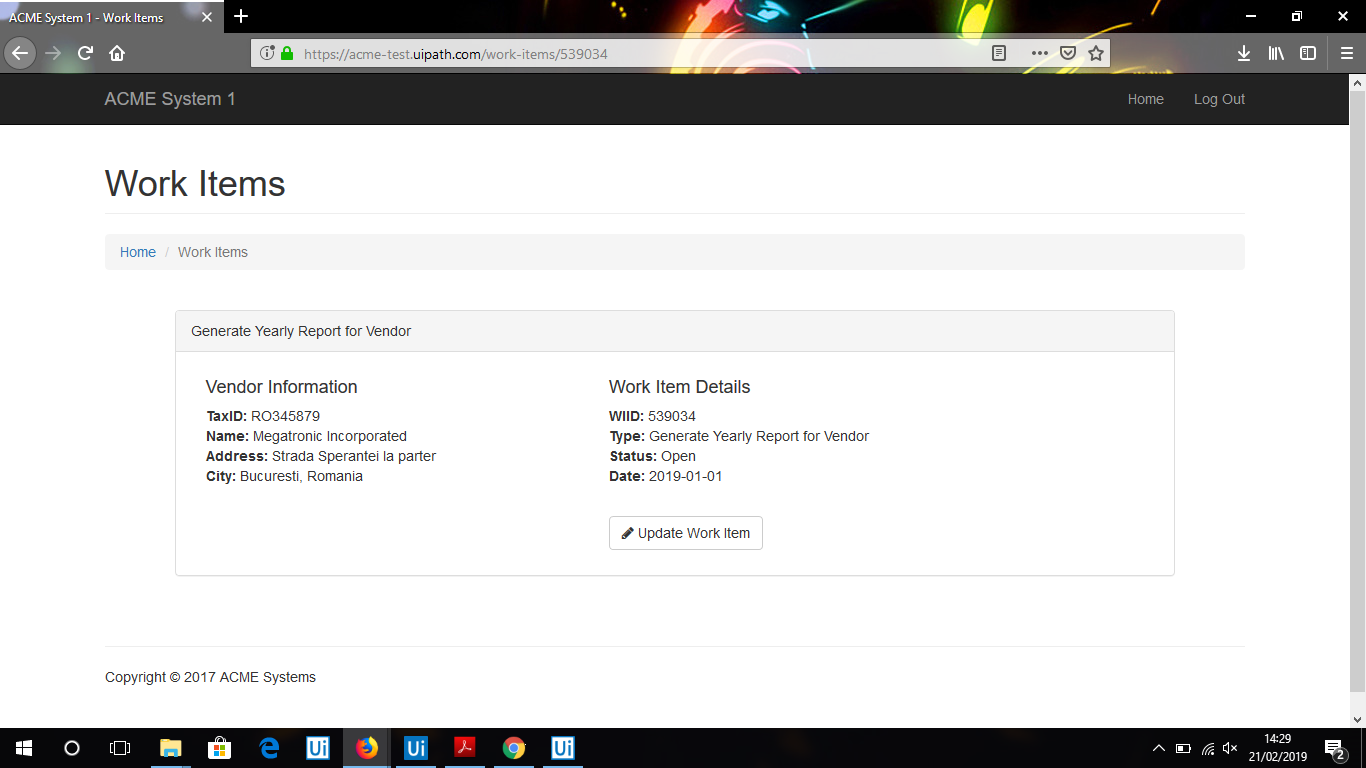 ACME System 1 - Work Items
https://acme-test.uipath.com/work-items/539034
ACME System 1
Home
Log Out
Work Items
Home / Work Items
Generate Yearly Report for Vendor
Vendor Information
TaxID: RO345879
Name: Megatronic Incorporated
Address: Strada Sperantei la parter
City: Bucuresti, Romania
Work Item Details
WIID: 539034
Type: Generate Yearly Report for Vendor
Status: Open
Date: 2019-01-01
Update Work Item
Copyright © 2017 ACME Systems
Ui
Ui
Ui
14:29
21/02/2019
2